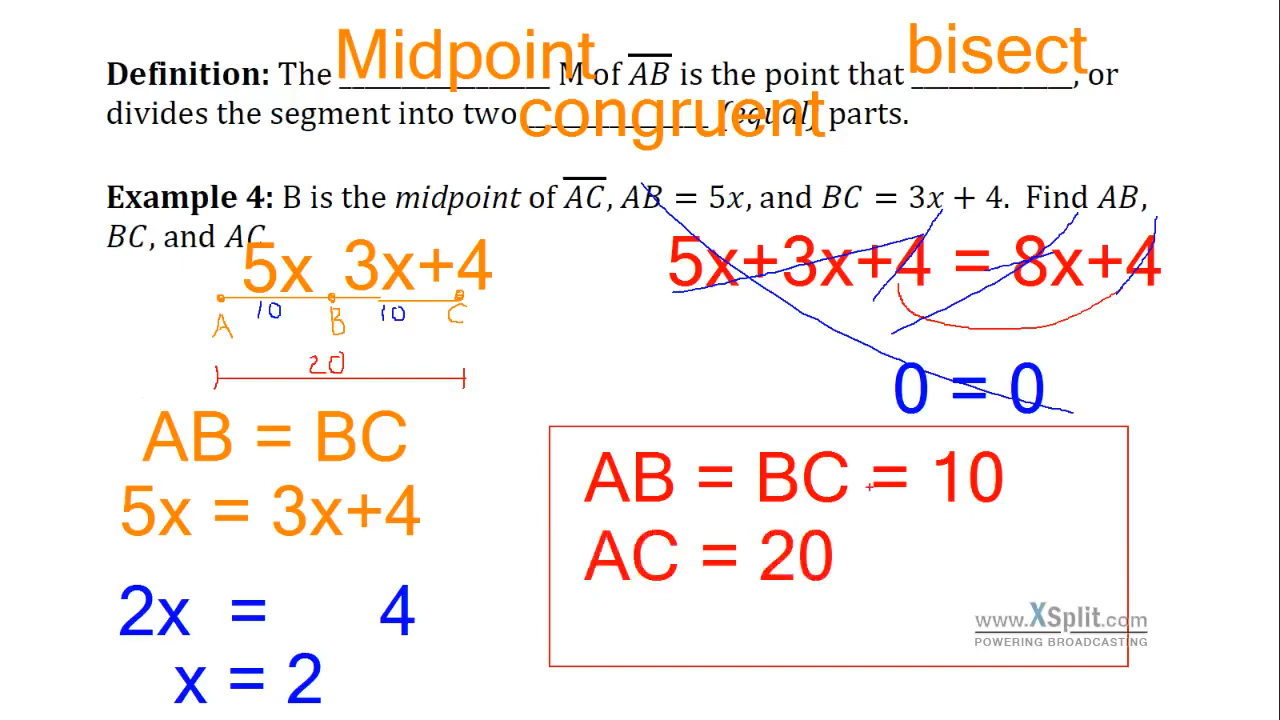 Definition: The Midpoint M of AB is the point that bisect, or
divides the segment into two congruent (equal) parts.
Example 4: B is the midpoint of AC, AB = 5x, and BC = 3x + 4. Find AB,
BC, and AC.
5x 3x+4
10 10
A B C
20
AB = BC
5x = 3x+4
2x = 4
x = 2
5x+3x+4 = 8x+4
0 = 0
AB = BC = 10
AC = 20
www.XSplit.com
POWERING BROADCASTING